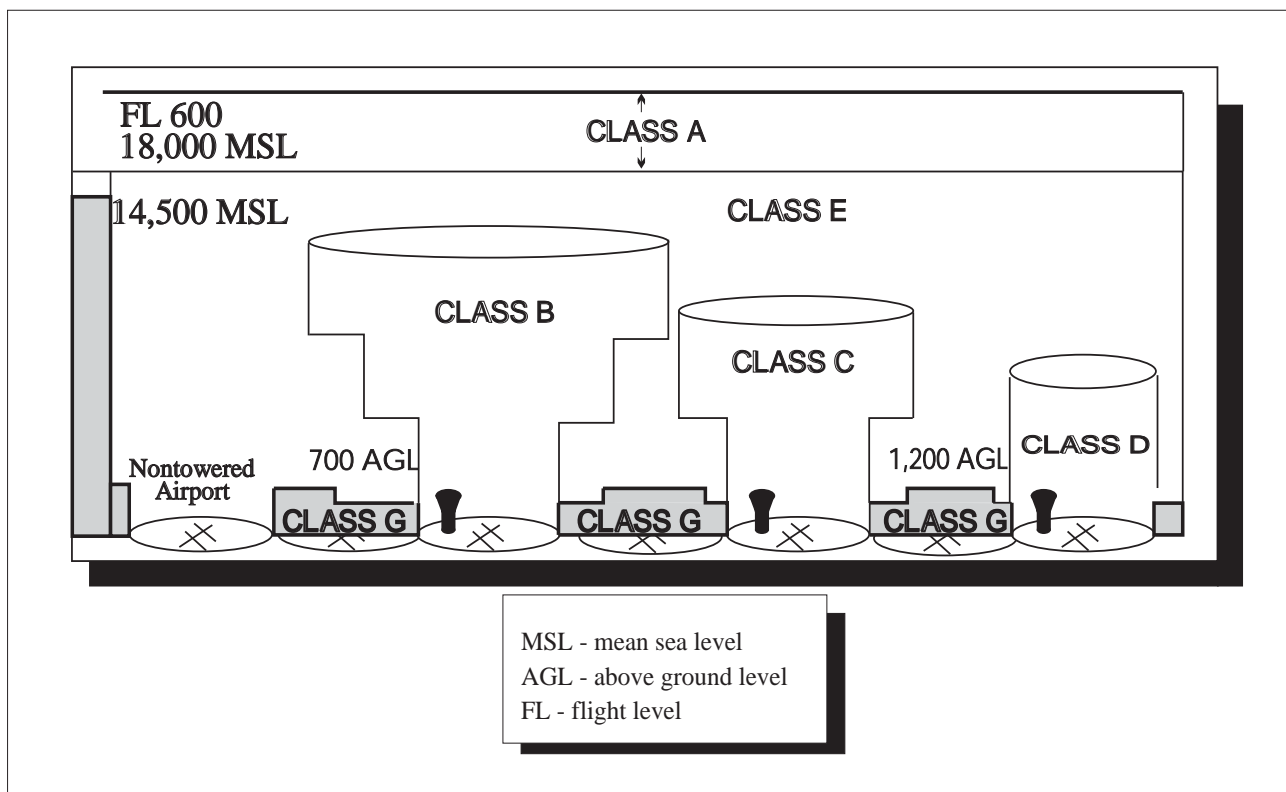 FL 600
18,000 MSL
CLASS A
14,500 MSL
CLASS E
CLASS B
CLASS C
CLASS D
700 AGL
1,200 AGL
Nontowered
Airport
CLASS G
CLASS G
CLASS G
MSL - mean sea level
AGL - above ground level
FL - flight level